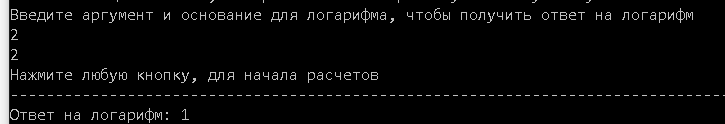 Введите аргумент и основание для логарифма, чтобы получить ответ на логарифм
2
2
Нажмите любую кнопку, для начала расчетов
--------------------------------------------------------------------------------
Ответ на логарифм: 1